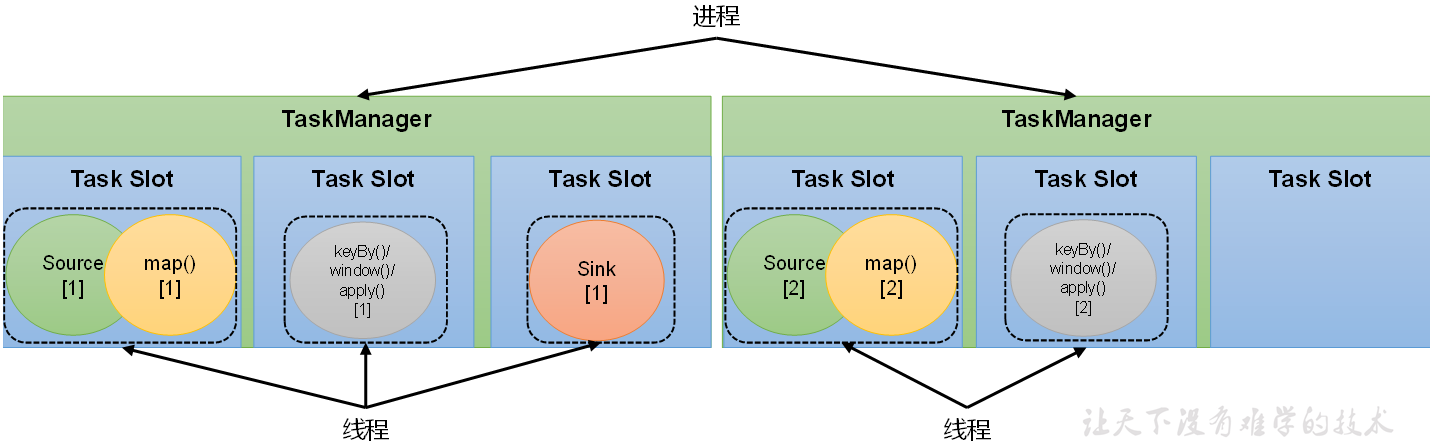 进程
TaskManager
TaskManager
Task Slot
Task Slot
Task Slot
Task Slot
Task Slot
Task Slot
Source
[1]
map()
[1]
keyBy()/
window()/
apply()
[1]
Sink
[1]
Source
[2]
map()
[2]
keyBy()/
window()/
apply()
[2]
线程
线程
让天下没有难学的技术